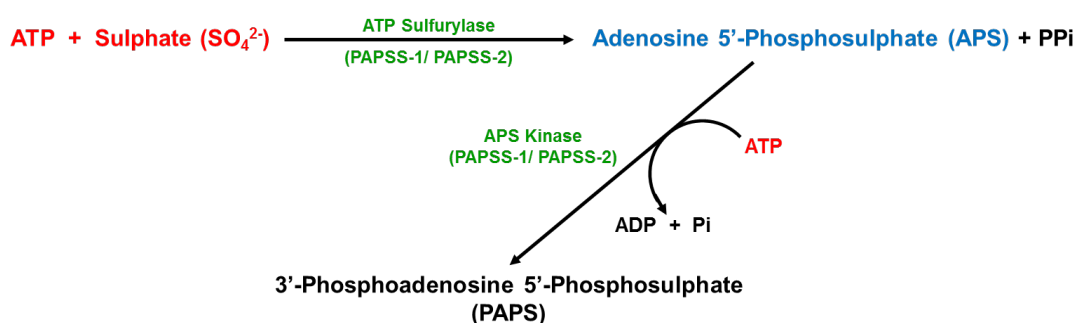 ATP + Sulphate (SO₄²⁻)
ATP Sulfurylase
(PAPSS-1/ PAPSS-2)
Adenosine 5’-Phosphosulphate (APS) + PPi
APS Kinase
(PAPSS-1/ PAPSS-2)
ATP
ADP + Pi
3’-Phosphoadenosine 5’-Phosphosulphate
(PAPS)